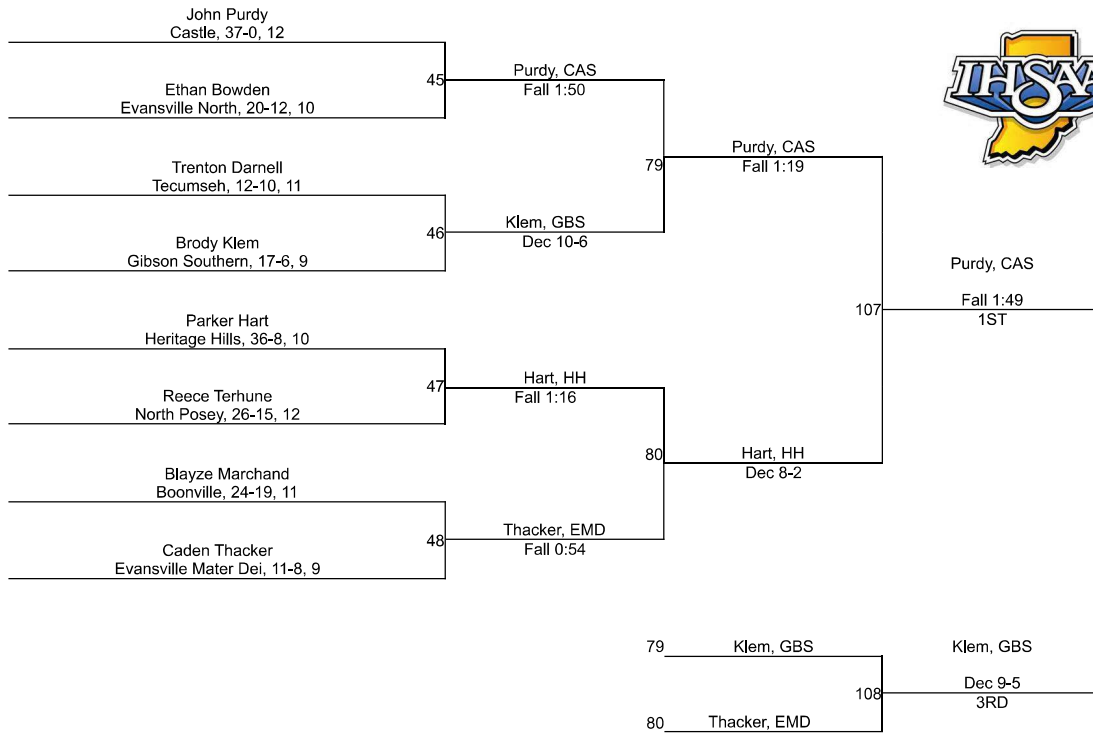 John Purdy
Castle, 37-0, 12
Ethan Bowden
Evansville North, 20-12, 10
45
Purdy, CAS
Fall 1:50
Trenton Darnell
Tecumseh, 12-10, 11
Brody Klem
Gibson Southern, 17-6, 9
46
Klem, GBS
Dec 10-6
79
Purdy, CAS
Fall 1:19
Parker Hart
Heritage Hills, 36-8, 10
Reece Terhune
North Posey, 26-15, 12
47
Hart, HH
Fall 1:16
Blayze Marchand
Boonville, 24-19, 11
Caden Thacker
Evansville Mater Dei, 11-8, 9
48
Thacker, EMD
Fall 0:54
80
Hart, HH
Dec 8-2
107
Purdy, CAS
Fall 1:49
1ST
IHSAA
79
Klem, GBS
80
Thacker, EMD
108
Klem, GBS
Dec 9-5
3RD